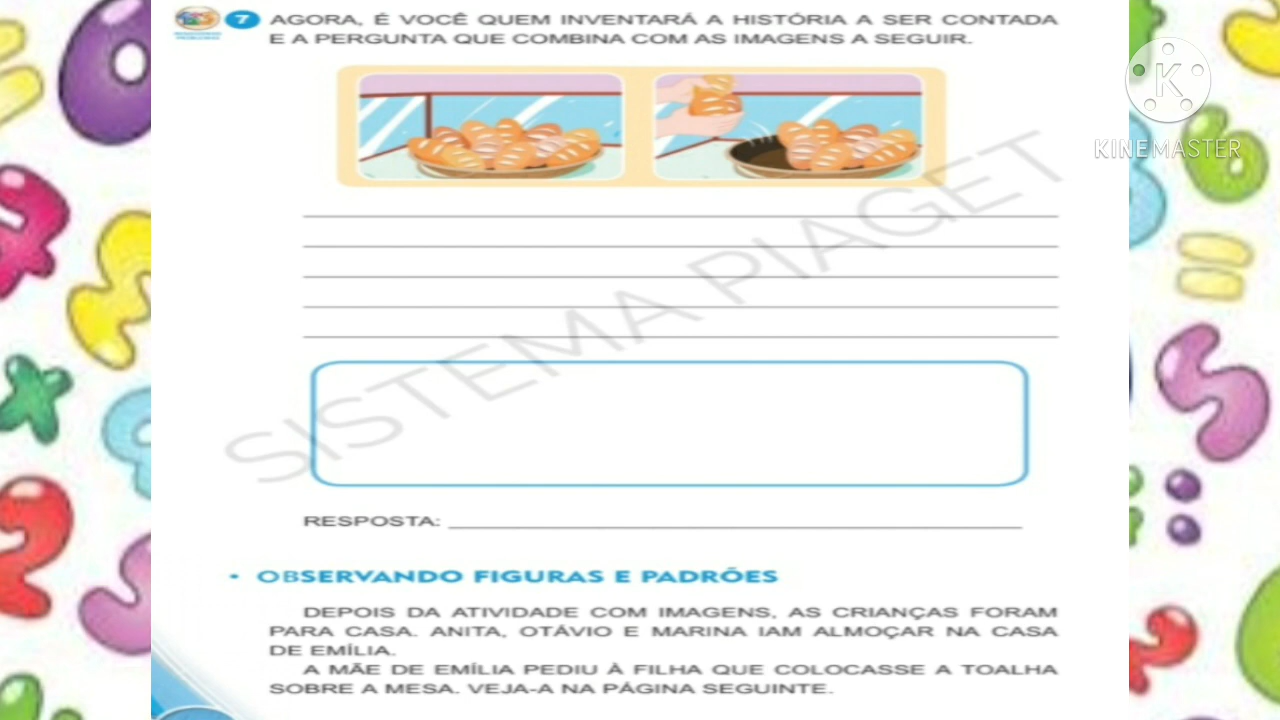 7 AGORA, É VOCÊ QUEM INVENTARÁ A HISTÓRIA A SER CONTADA
E A PERGUNTA QUE COMBINA COM AS IMAGENS A SEGUIR.
K
KINEMASTER
SISTEMA PIAGET
RESPOSTA:
• OBSERVANDO FIGURAS E PADRÕES
DEPOIS DA ATIVIDADE COM IMAGENS, AS CRIANÇAS FORAM
PARA CASA. ANITA, OTÁVIO E MARINA IAM ALMOÇAR NA CASA
DE EMÍLIA.
A MÃE DE EMÍLIA PEDIU À FILHA QUE COLOCASSE A TOALHA
SOBRE A MESA. VEJA-A NA PÁGINA SEGUINTE.